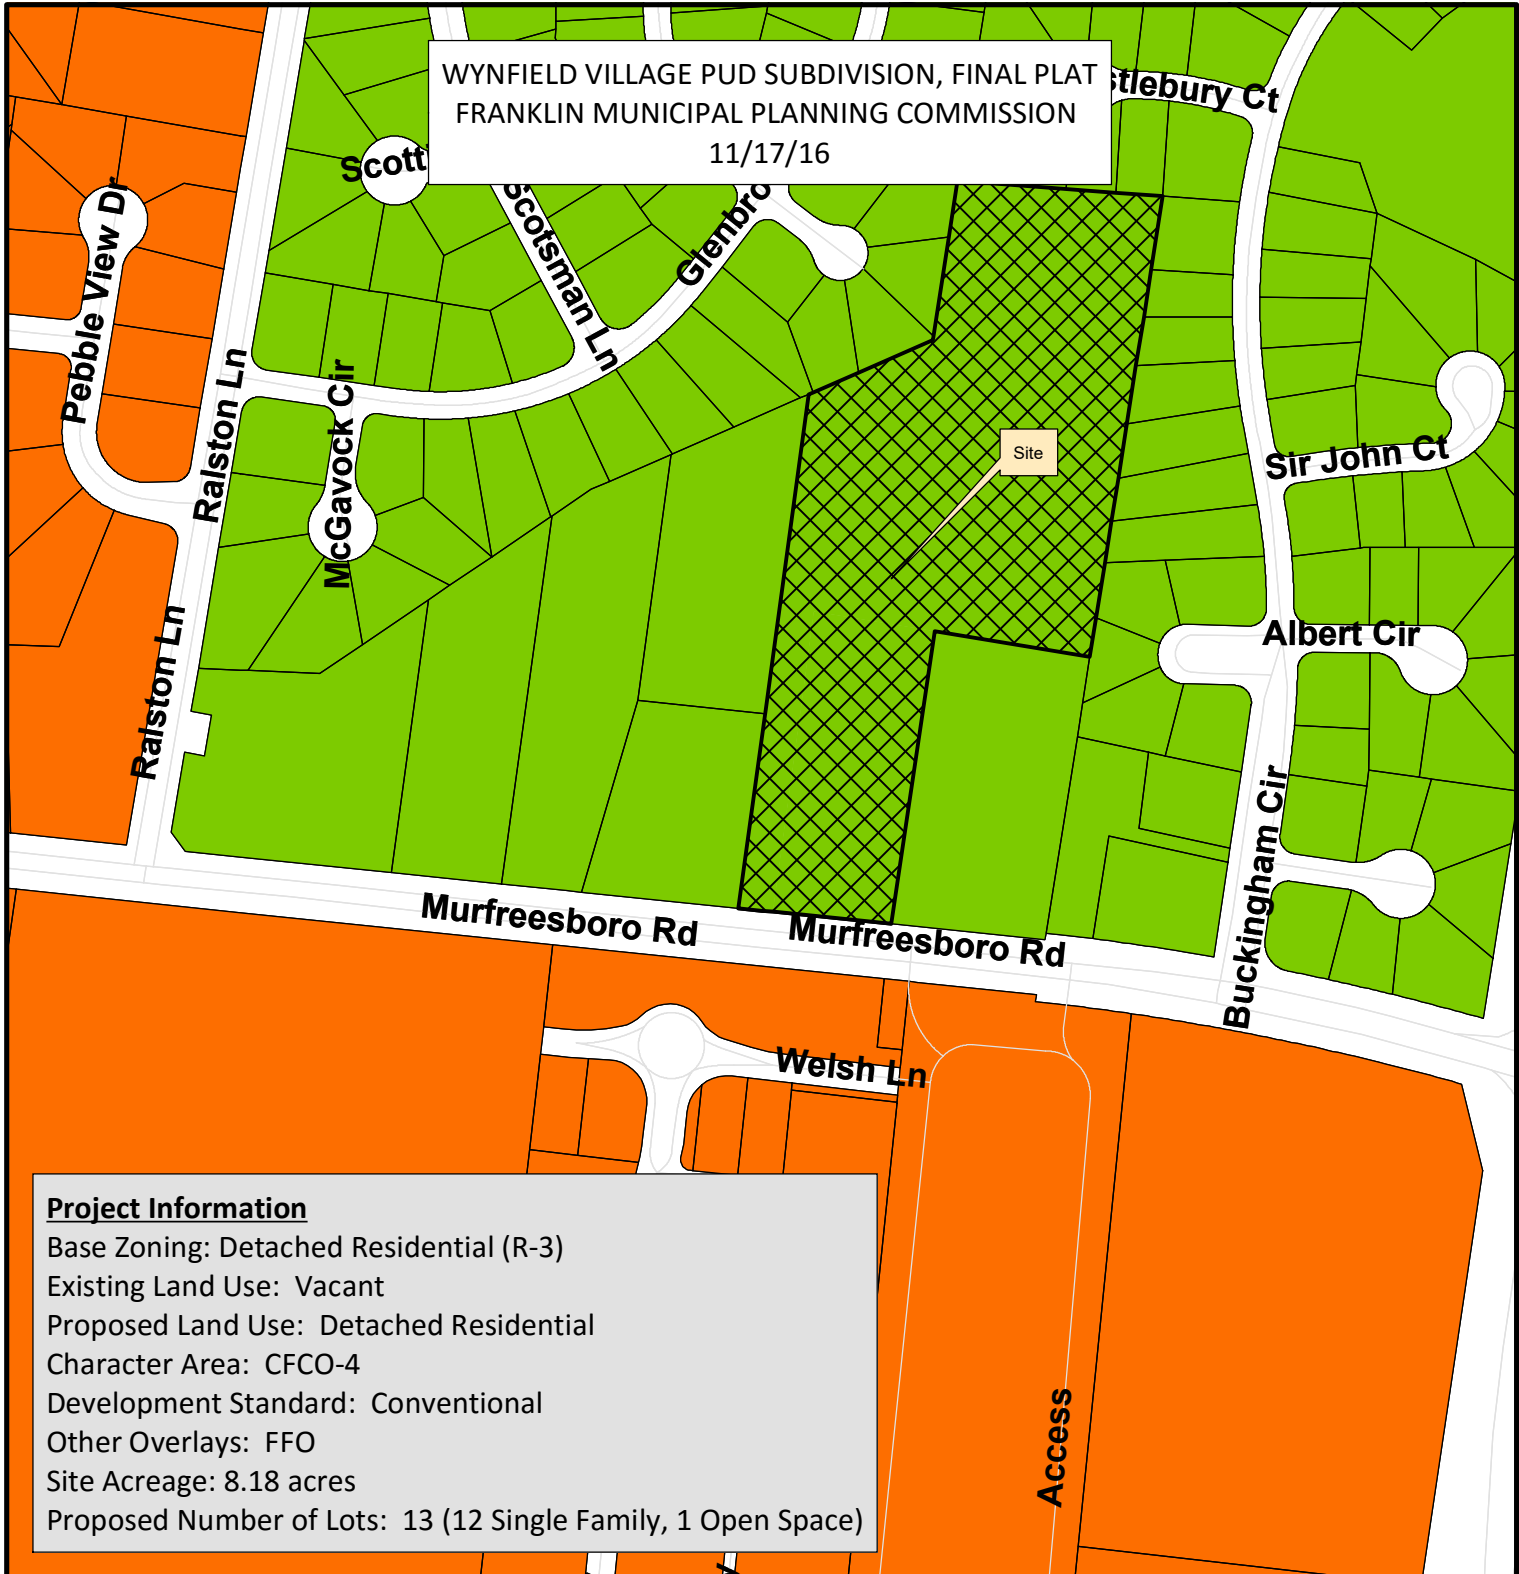 WYNFIELD VILLAGE PUD SUBDIVISION, FINAL PLAT
FRANKLIN MUNICIPAL PLANNING COMMISSION
11/17/16
stlebury Ct
Scotti
Scotsman Ln
Glenbro
Pebble View Dr
Ralston Ln
McGavock Cir
Site
Sir John Ct
Albert Cir
Ralston Ln
Buckingham Cir
Murfreesboro Rd
Murfreesboro Rd
Welsh Ln
Access
Project Information
Base Zoning: Detached Residential (R-3)
Existing Land Use: Vacant
Proposed Land Use: Detached Residential
Character Area: CFCO-4
Development Standard: Conventional
Other Overlays: FFO
Site Acreage: 8.18 acres
Proposed Number of Lots: 13 (12 Single Family, 1 Open Space)